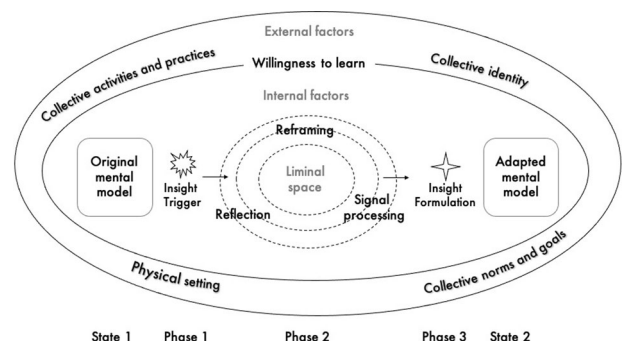 External factors
Collective activities and practices
Willingness to learn
Collective identity
Internal factors
Reframing
Original
mental
model
Insight
Trigger
Liminal
space
Reflection
Signal
processing
Insight
Formulation
Adapted
mental
model
Physical setting
Collective norms and goals
State 1 Phase 1 Phase 2 Phase 3 State 2